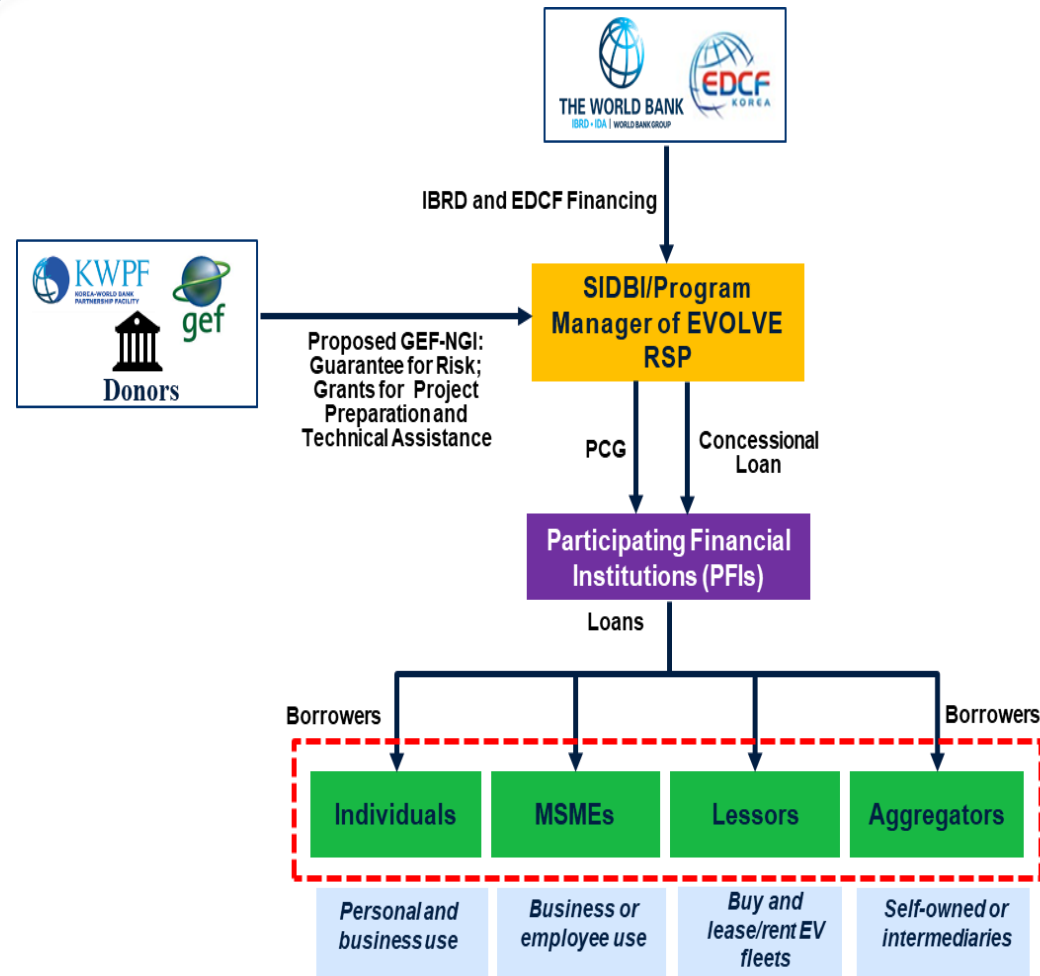 THE WORLD BANK
IBRD • IDA | WORLD BANK GROUP
EDCF
KOREA
IBRD and EDCF Financing
KWPF
KOREA-WORLD BANK
PARTNERSHIP FACILITY
gef
Donors
Proposed GEF-NGI:
Guarantee for Risk;
Grants for Project
Preparation and
Technical Assistance
SIDBI/Program
Manager of EVOLVE
RSP
PCG
Concessional
Loan
Participating Financial
Institutions (PFIs)
Loans
Borrowers
Borrowers
Individuals
MSMEs
Lessors
Aggregators
Personal and
business use
Business or
employee use
Buy and
lease/rent EV
fleets
Self-owned or
intermediaries